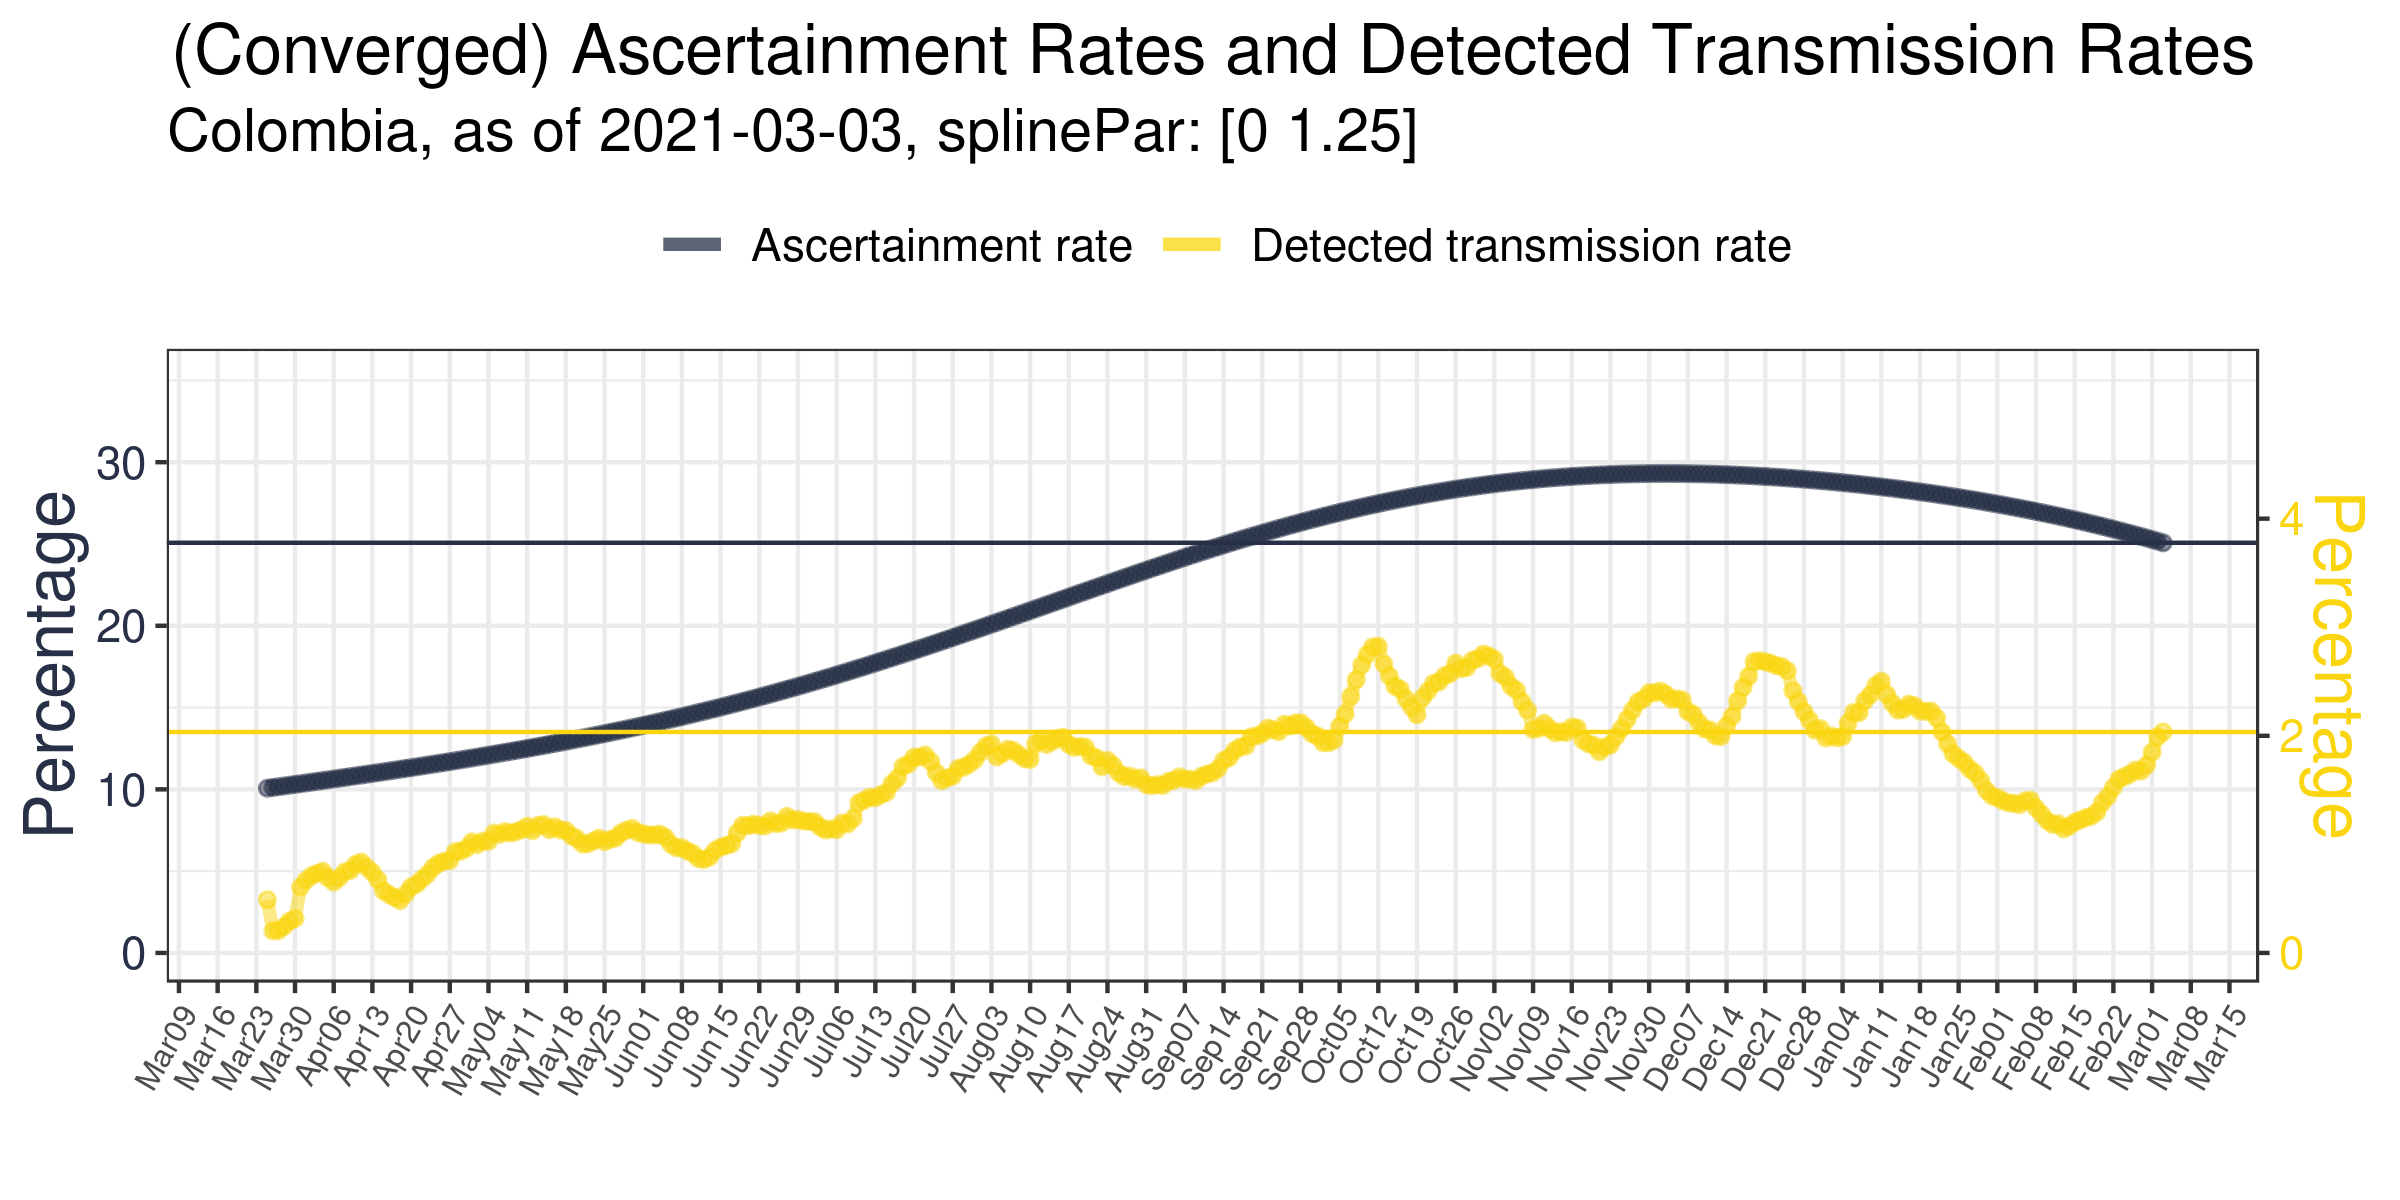 (Converged) Ascertainment Rates and Detected Transmission Rates
Colombia, as of 2021-03-03, splinePar: [0 1.25]
Ascertainment rate
Detected transmission rate
Percentage
30
20
10
0
4
2
0
Percentage
Mar09
Mar16
Mar23
Mar30
Apr06
Apr13
Apr20
Apr27
May04
May11
May18
May25
Jun01
Jun08
Jun15
Jun22
Jun29
Jul06
Jul13
Jul20
Jul27
Aug03
Aug10
Aug17
Aug24
Aug31
Sep07
Sep14
Sep21
Sep28
Oct05
Oct12
Oct19
Oct26
Nov02
Nov09
Nov16
Nov23
Nov30
Dec07
Dec14
Dec21
Dec28
Jan04
Jan11
Jan18
Jan25
Feb01
Feb08
Feb15
Feb22
Mar01
Mar08
Mar15